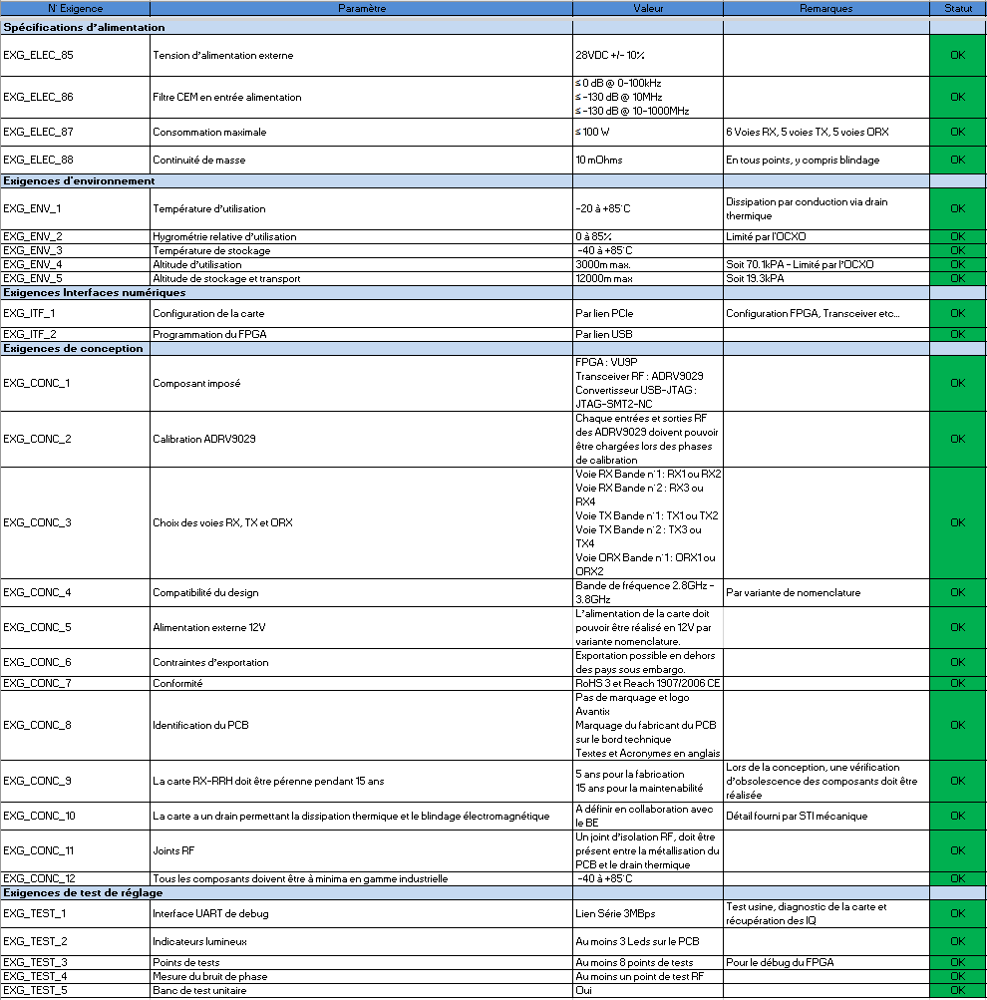 N° Exigence Paramètre Valeur Remarques Statut
Spécifications d'alimentation
EXG_ELEC_85 Tension d'alimentation externe 28VDC +/- 10% OK
EXG_ELEC_86 Filtre CEM en entrée alimentation ≤ 0 dB @ 0-100kHz
≤ -130 dB @ 10MHz
≤ -130 dB @ 10-1000MHz OK
EXG_ELEC_87 Consommation maximale ≤ 100 W 6 Voies RX, 5 voies TX, 5 voies ORX OK
EXG_ELEC_88 Continuité de masse 10 mOhms En tous points, y compris blindage OK
Exigences d'environnement
EXG_ENV_1 Température d'utilisation -20 à +85°C Dissipation par conduction via drain
thermique OK
EXG_ENV_2 Hygrométrie relative d'utilisation 0 à 85% Limité par l'OCXO OK
EXG_ENV_3 Température de stockage -40 à +85°C OK
EXG_ENV_4 Altitude d'utilisation 3000m max. Soit 70.1kPA - Limité par l'OCXO OK
EXG_ENV_5 Altitude de stockage et transport 12000m max Soit 19.3kPA OK
Exigences Interfaces numériques
EXG_ITF_1 Configuration de la carte Par lien PCIe Configuration FPGA, Transceiver etc... OK
EXG_ITF_2 Programmation du FPGA Par lien USB OK
Exigences de conception
EXG_CONC_1 Composant imposé FPGA : VU9P
Transceiver RF : ADRV9029
Convertisseur USB-JTAG :
JTAG-SMT2-NC OK
EXG_CONC_2 Calibration ADRV9029 Chaque entrées et sorties RF
des ADRV9029 doivent pouvoir
être chargées lors des phases
de calibration OK
EXG_CONC_3 Choix des voies RX, TX et ORX Voie RX Bande n°1 : RX1 ou RX2
Voie RX Bande n°2 : RX3 ou
RX4
Voie TX Bande n°1 : TX1 ou TX2
Voie TX Bande n°2 : TX3 ou
TX4
Voie ORX Bande n°1 : ORX1 ou
ORX2 OK
EXG_CONC_4 Compatibilité du design Bande de fréquence 2.8GHz -
3.8GHz Par variante de nomenclature OK
EXG_CONC_5 Alimentation externe 12V L'alimentation de la carte doit
pouvoir être réalisé en 12V par
variante nomenclature. OK
EXG_CONC_6 Contraintes d'exportation Exportation possible en dehors
des pays sous embargo. OK
EXG_CONC_7 Conformité RoHS 3 et Reach 1907/2006 CE OK
EXG_CONC_8 Identification du PCB Pas de marquage et logo
Avantix
Marquage du fabricant du PCB
sur le bord technique
Textes et Acronymes en anglais OK
EXG_CONC_9 La carte RX-RRH doit être pérenne pendant 15 ans 5 ans pour la fabrication
15 ans pour la maintenabilité Lors de la conception, une vérification
d'obsolescence des composants doit être
réalisée OK
EXG_CONC_10 La carte a un drain permettant la dissipation thermique et le blindage électromagnétique A définir en collaboration avec
le BE Détail fourni par STI mécanique OK
EXG_CONC_11 Joints RF Un joint d'isolation RF, doit être
présent entre la métallisation du
PCB et le drain thermique OK
EXG_CONC_12 Tous les composants doivent être à minima en gamme industrielle -40 à +85°C OK
Exigences de test de réglage
EXG_TEST_1 Interface UART de debug Lien Série 3MBps Test usine, diagnostic de la carte et
récupération des IQ OK
EXG_TEST_2 Indicateurs lumineux Au moins 3 Leds sur le PCB OK
EXG_TEST_3 Points de tests Au moins 8 points de tests Pour le débug du FPGA OK
EXG_TEST_4 Mesure du bruit de phase Au moins un point de test RF OK
EXG_TEST_5 Banc de test unitaire Oui OK